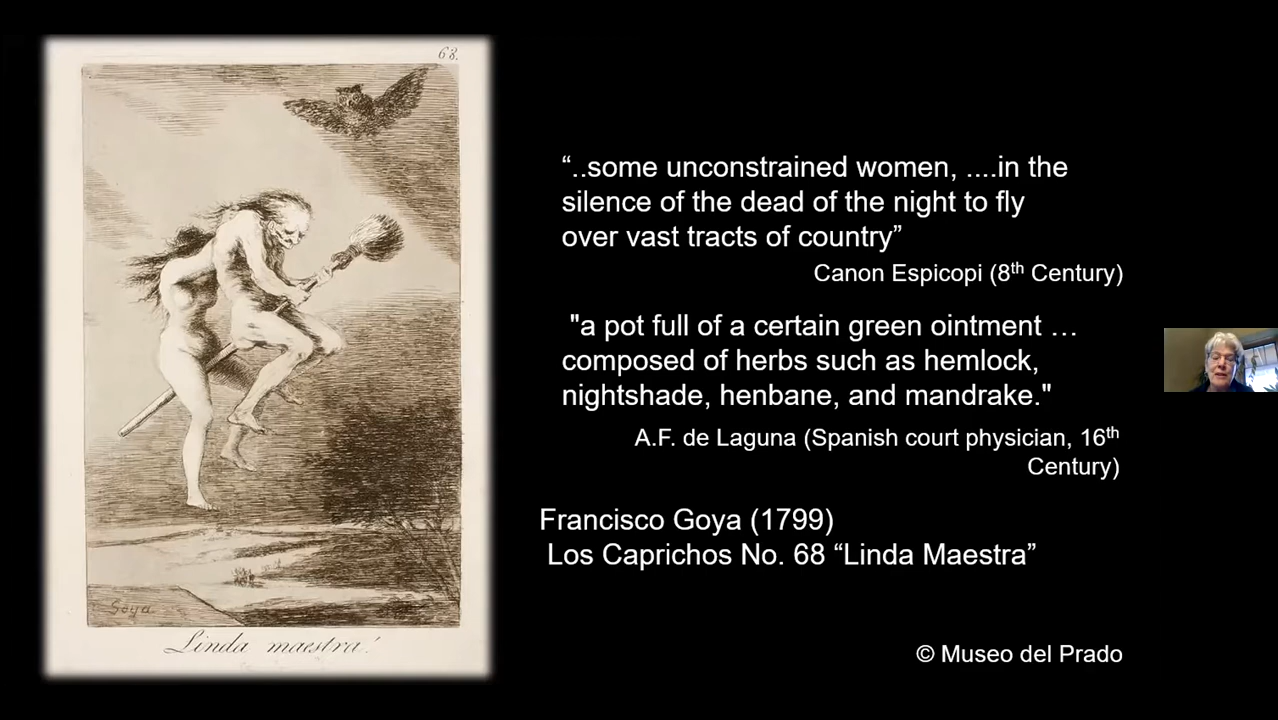 68.
Goya
Linda maestra!
“..some unconstrained women, ....in the
silence of the dead of the night to fly
over vast tracts of country”
Canon Espicopi (8th Century)
"a pot full of a certain green ointment …
composed of herbs such as hemlock,
nightshade, henbane, and mandrake."
A.F. de Laguna (Spanish court physician, 16th
Century)
Francisco Goya (1799)
Los Caprichos No. 68 “Linda Maestra”
© Museo del Prado